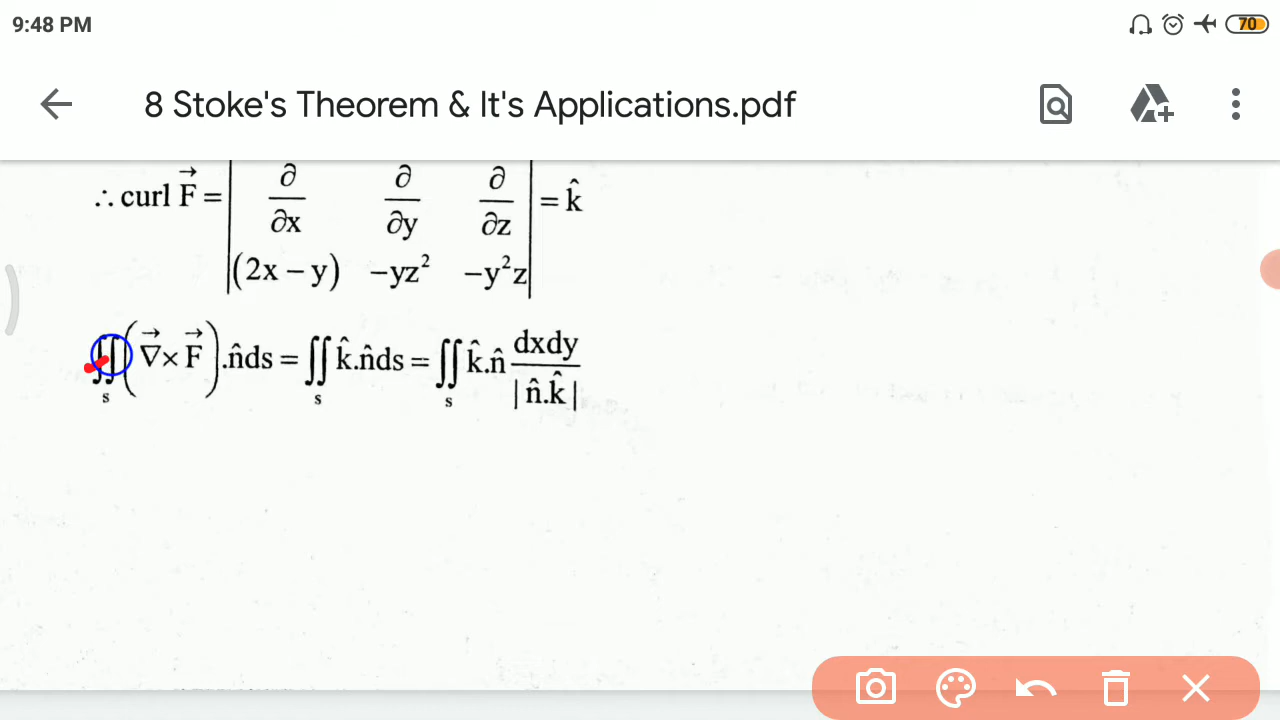 9:48 PM
70
8 Stoke's Theorem & It's Applications.pdf
∴ curl F⃗ = | ∂/∂x ∂/∂y ∂/∂z | = k̂
(2x − y) −yz² −y²z
∬ₛ (∇⃗ × F⃗).n̂ds = ∬ₛ k̂.n̂ds = ∬ₛ k̂.n̂ dxdy/|n̂.k̂|